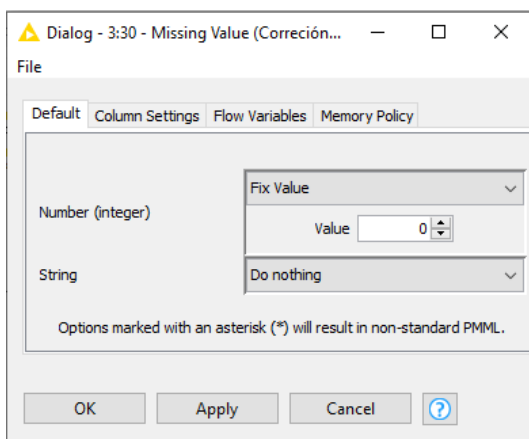 Dialog - 3:30 - Missing Value (Correción...
File
Default Column Settings Flow Variables Memory Policy
Number (integer)
Fix Value
Value 0
String
Do nothing
Options marked with an asterisk (*) will result in non-standard PMML.
OK Apply Cancel ?